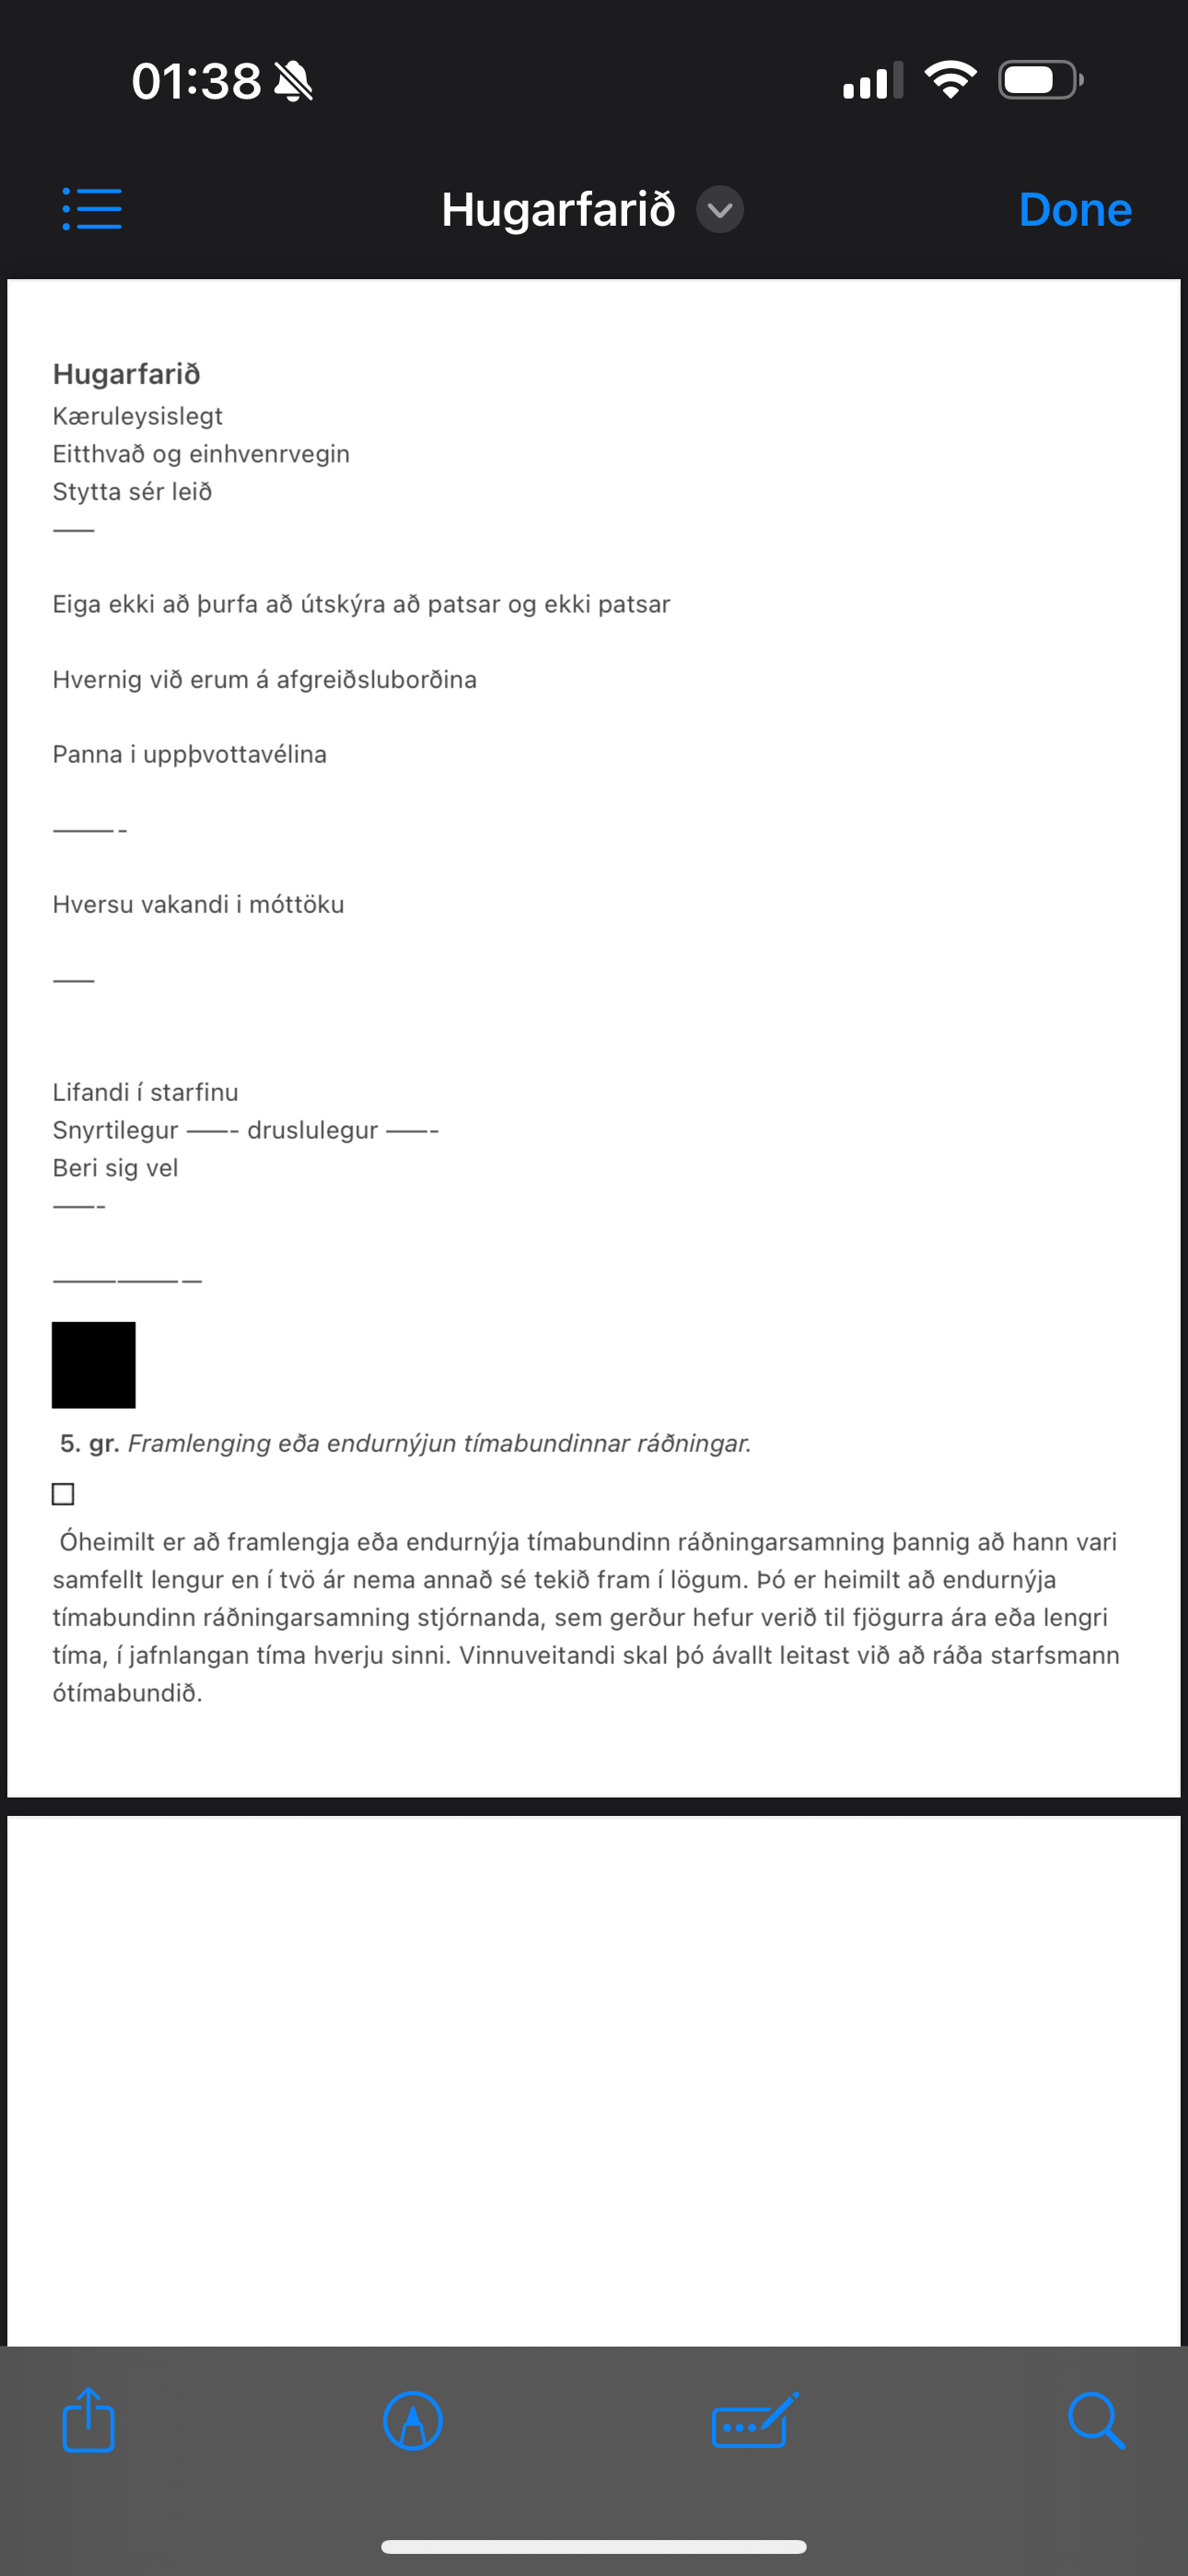 01:38
Hugarfarið
Done
Hugarfarið
Kæruleysislegt
Eitthvað og einhvenrvegin
Stytta sér leið
——
Eiga ekki að þurfa að útskýra að patsar og ekki patsar
Hvernig við erum á afgreiðsluborðina
Panna i uppþvottavélina
———-
Hversu vakandi i móttöku
——
Lifandi í starfinu
Snyrtilegur ——- druslulegur ——-
Beri sig vel
——-
——————— —
5. gr. Framlenging eða endurnýjun tímabundinnar ráðningar.
Óheimilt er að framlengja eða endurnýja tímabundinn ráðningarsamning þannig að hann vari
samfellt lengur en í tvö ár nema annað sé tekið fram í lögum. Þó er heimilt að endurnýja
tímabundinn ráðningarsamning stjórnanda, sem gerður hefur verið til fjögurra ára eða lengri
tíma, í jafnlangan tíma hverju sinni. Vinnuveitandi skal þó ávallt leitast við að ráða starfsmann
ótímabundið.